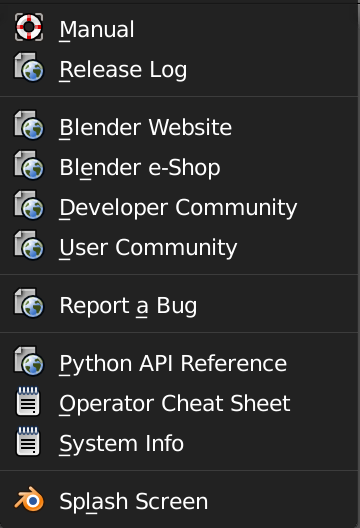 Manual
Release Log
Blender Website
Blender e-Shop
Developer Community
User Community
Report a Bug
Python API Reference
Operator Cheat Sheet
System Info
Splash Screen